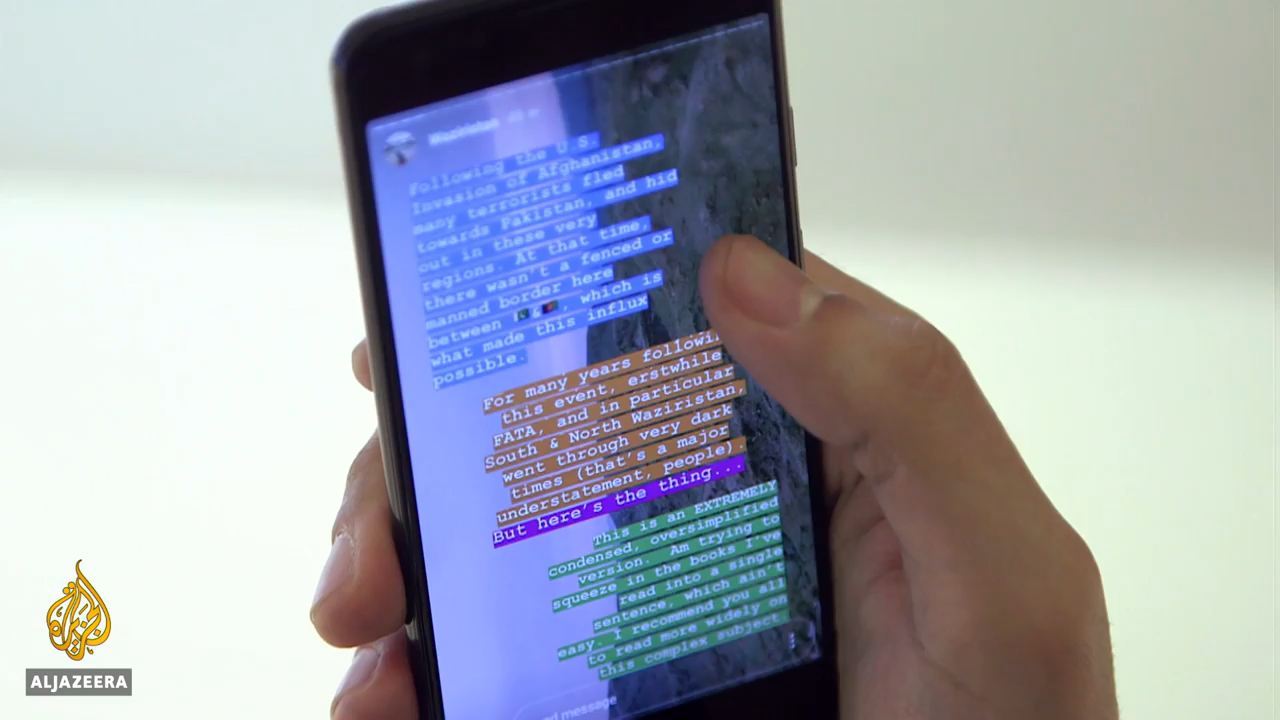 Waziristan
Following the U.S.
Invasion of Afghanistan,
many terrorists fled
towards Pakistan, and hid
out in these very
regions. At that time,
there wasn't a fenced or
manned border here
between 🇵🇰&🇦🇫, which is
what made this influx
possible.
For many years followi
this event, erstwhile
FATA, and in particular
South & North Waziristan,
went through very dark
times (that's a major
understatement, people).
But here's the thing...
This is an EXTREMELY
condensed, oversimplified
version. Am trying to
squeeze in the books I've
read into a single
sentence, which ain't
easy. I recommend you all
to read more widely on
this complex subject
message
ALJAZEERA